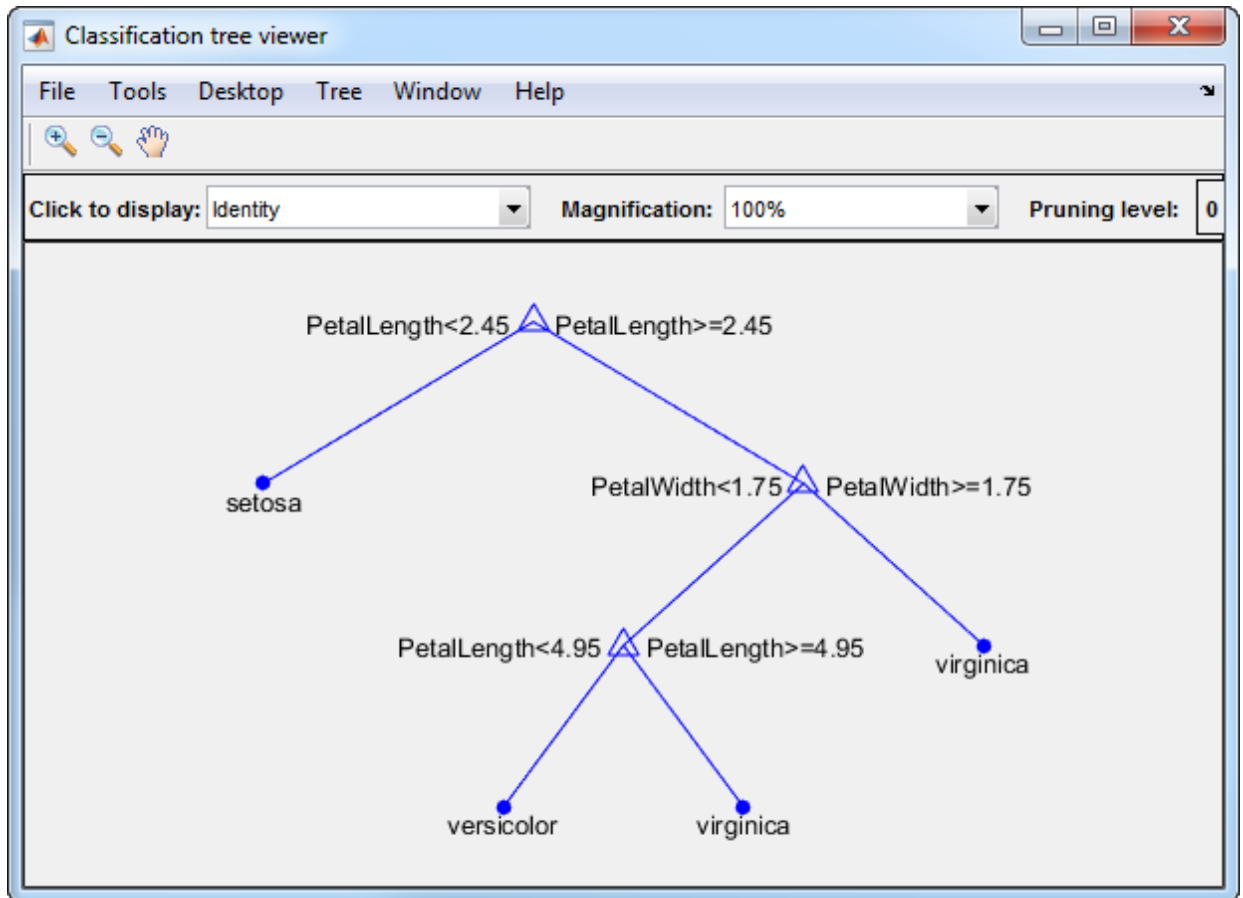 Classification tree viewer
File Tools Desktop Tree Window Help
Click to display: Identity Magnification: 100% Pruning level: 0
PetalLength<2.45 PetalLength>=2.45
setosa
PetalWidth<1.75 PetalWidth>=1.75
PetalLength<4.95 PetalLength>=4.95
virginica
versicolor virginica